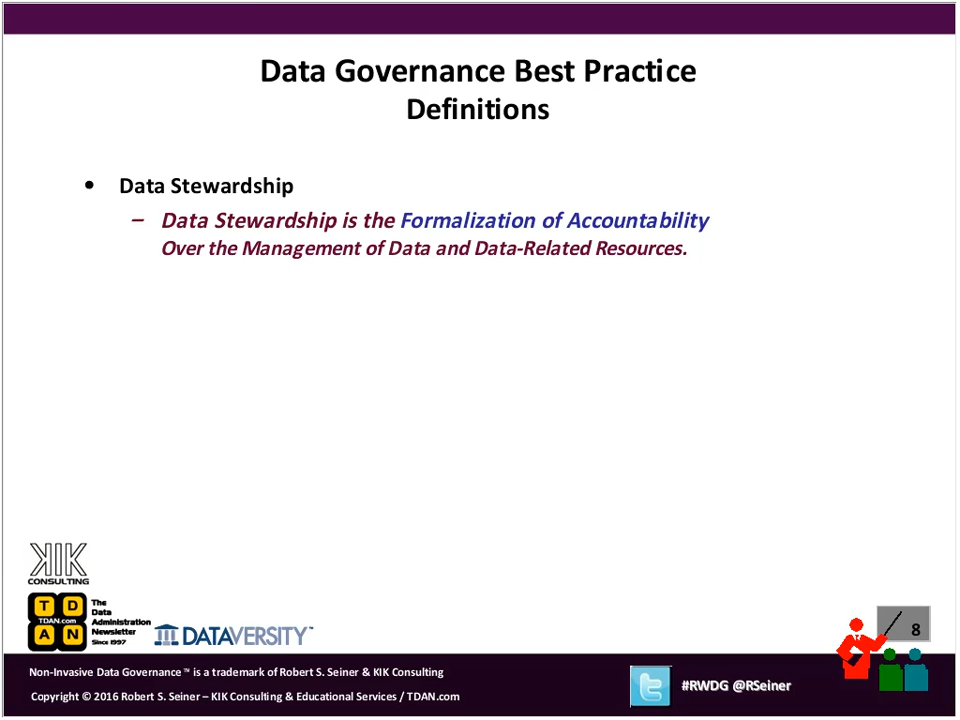 Data Governance Best Practice
Definitions
• Data Stewardship
– Data Stewardship is the Formalization of Accountability
Over the Management of Data and Data-Related Resources.
KIK
CONSULTING
T D
TDAN.com
A N
The
Data
Administration
Newsletter
Since 1997
DATAVERSITY™
8
Non-Invasive Data Governance™ is a trademark of Robert S. Seiner & KIK Consulting
Copyright © 2016 Robert S. Seiner – KIK Consulting & Educational Services / TDAN.com
#RWDG @RSeiner